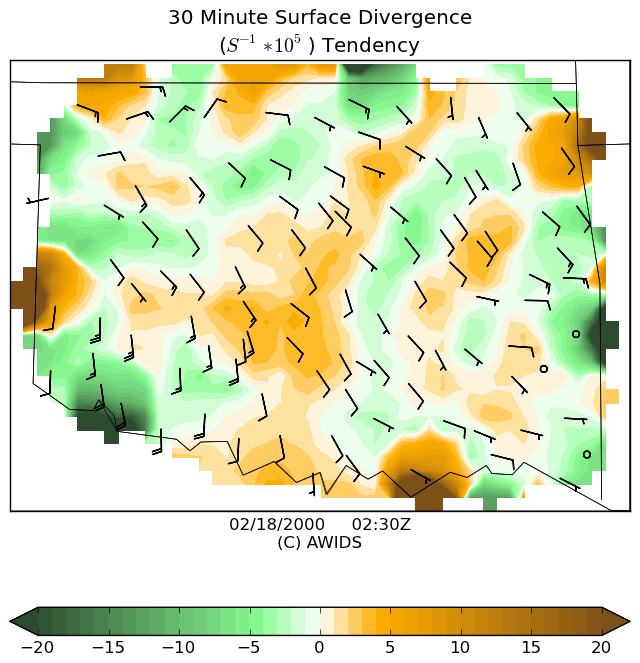 30 Minute Surface Divergence
(S⁻¹ * 10⁵ ) Tendency
02/18/2000 02:30Z
(C) AWIDS
−20 −15 −10 −5 0 5 10 15 20